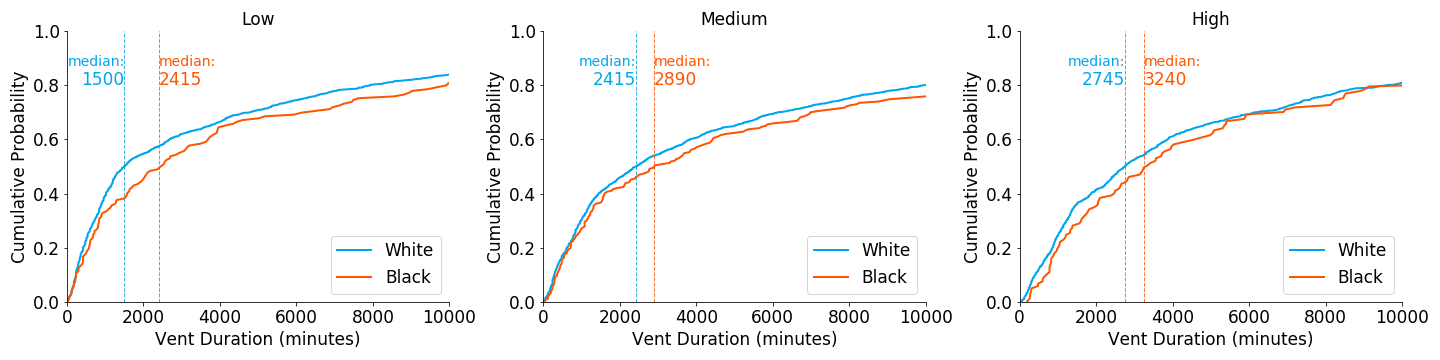 Low
Cumulative Probability
1.0
0.8
0.6
0.4
0.2
0.0
median:
1500
median:
2415
White
Black
0
2000
4000
6000
8000
10000
Vent Duration (minutes)
Medium
Cumulative Probability
1.0
0.8
0.6
0.4
0.2
0.0
median:
2415
median:
2890
White
Black
0
2000
4000
6000
8000
10000
Vent Duration (minutes)
High
Cumulative Probability
1.0
0.8
0.6
0.4
0.2
0.0
median:
2745
median:
3240
White
Black
0
2000
4000
6000
8000
10000
Vent Duration (minutes)